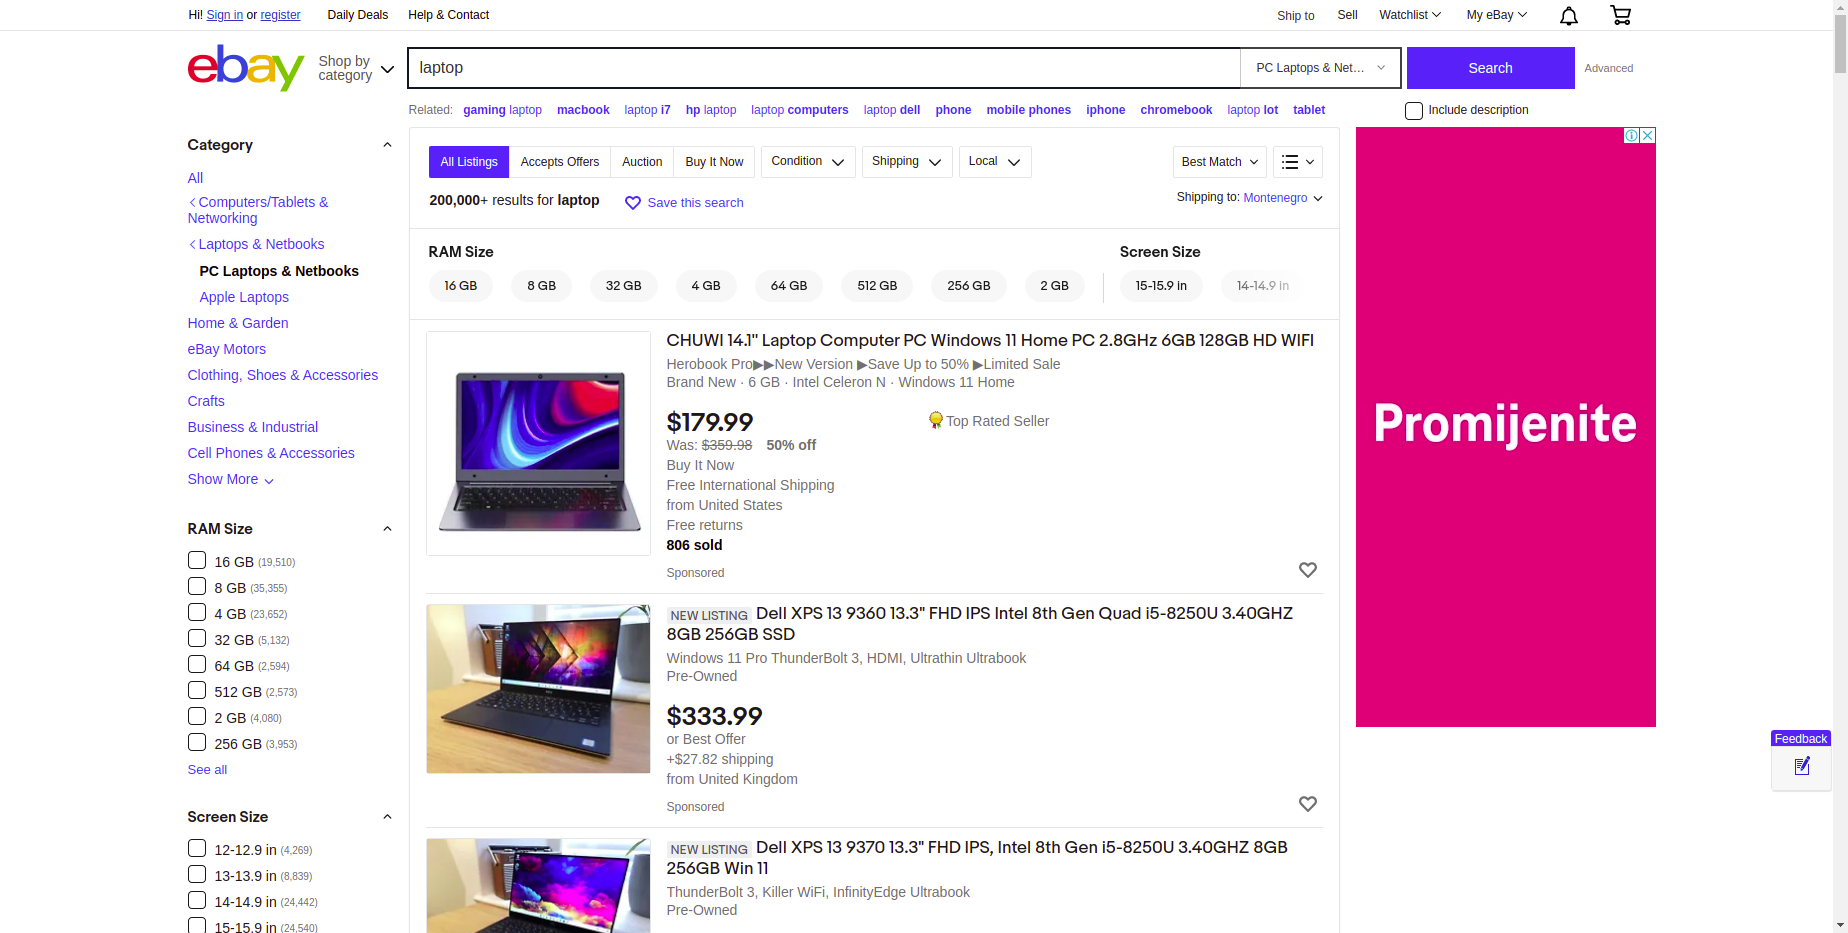 Hi! Sign in or register Daily Deals Help & Contact Ship to Sell Watchlist My eBay
ebay
Shop by
category
laptop
PC Laptops & Net...
Search
Advanced
Related: gaming laptop macbook laptop i7 hp laptop laptop computers laptop dell phone mobile phones iphone chromebook laptop lot tablet
Include description
Category
All
Computers/Tablets &
Networking
Laptops & Netbooks
PC Laptops & Netbooks
Apple Laptops
Home & Garden
eBay Motors
Clothing, Shoes & Accessories
Crafts
Business & Industrial
Cell Phones & Accessories
Show More
RAM Size
16 GB (19,510)
8 GB (35,355)
4 GB (23,652)
32 GB (5,132)
64 GB (2,594)
512 GB (2,573)
2 GB (4,080)
256 GB (3,953)
See all
Screen Size
12-12.9 in (4,269)
13-13.9 in (8,839)
14-14.9 in (24,442)
15-15.9 in (24,540)
All Listings Accepts Offers Auction Buy It Now Condition Shipping Local Best Match
200,000+ results for laptop Save this search
Shipping to: Montenegro
RAM Size
16 GB 8 GB 32 GB 4 GB 64 GB 512 GB 256 GB 2 GB
Screen Size
15-15.9 in 14-14.9 in
CHUWI 14.1" Laptop Computer PC Windows 11 Home PC 2.8GHz 6GB 128GB HD WIFI
Herobook Pro▶▶New Version ▶Save Up to 50% ▶Limited Sale
Brand New · 6 GB · Intel Celeron N · Windows 11 Home
$179.99
Top Rated Seller
Was: $359.98 50% off
Buy It Now
Free International Shipping
from United States
Free returns
806 sold
Sponsored
NEW LISTING Dell XPS 13 9360 13.3" FHD IPS Intel 8th Gen Quad i5-8250U 3.40GHZ
8GB 256GB SSD
Windows 11 Pro ThunderBolt 3, HDMI, Ultrathin Ultrabook
Pre-Owned
$333.99
or Best Offer
+$27.82 shipping
from United Kingdom
Sponsored
NEW LISTING Dell XPS 13 9370 13.3" FHD IPS, Intel 8th Gen i5-8250U 3.40GHZ 8GB
256GB Win 11
ThunderBolt 3, Killer WiFi, InfinityEdge Ultrabook
Pre-Owned
Promijenite
Feedback